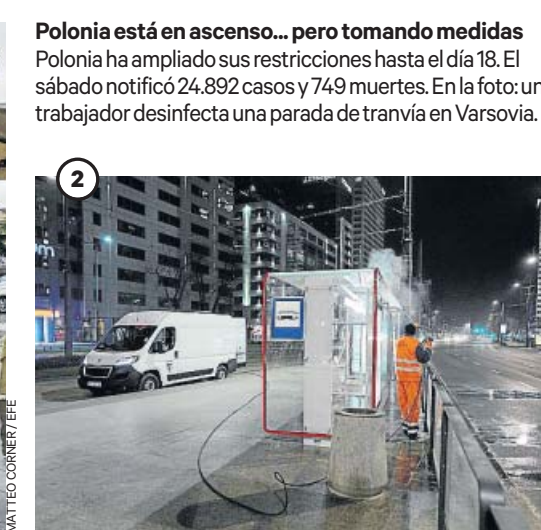 Polonia está en ascenso... pero tomando medidas
Polonia ha ampliado sus restricciones hasta el día 18. El
sábado notificó 24.892 casos y 749 muertes. En la foto: un
trabajador desinfecta una parada de tranvía en Varsovia.
2
MATTEO CORNER / EFE